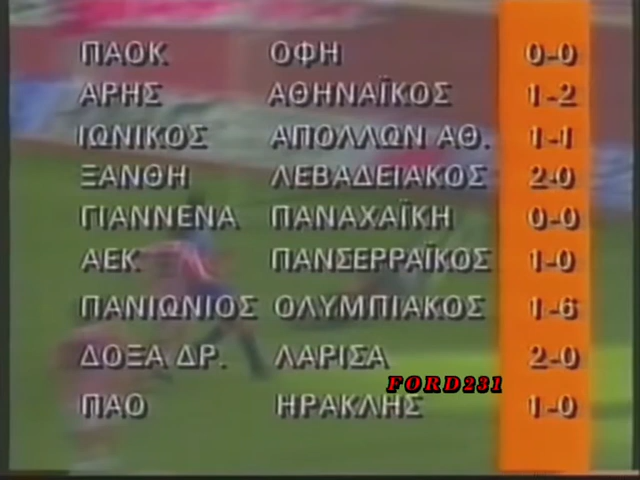 ΠΑΟΚ ΟΦΗ 0-0
ΑΡΗΣ ΑΘΗΝΑΪΚΟΣ 1-2
ΙΩΝΙΚΟΣ ΑΠΟΛΛΩΝ ΑΘ. 1-1
ΞΑΝΘΗ ΛΕΒΑΔΕΙΑΚΟΣ 2-0
ΓΙΑΝΝΕΝΑ ΠΑΝΑΧΑΪΚΗ 0-0
ΑΕΚ ΠΑΝΣΕΡΡΑΪΚΟΣ 1-0
ΠΑΝΙΩΝΙΟΣ ΟΛΥΜΠΙΑΚΟΣ 1-6
ΔΟΞΑ ΔΡ. ΛΑΡΙΣΑ 2-0
FORD231
ΠΑΟ ΗΡΑΚΛΗΣ 1-0